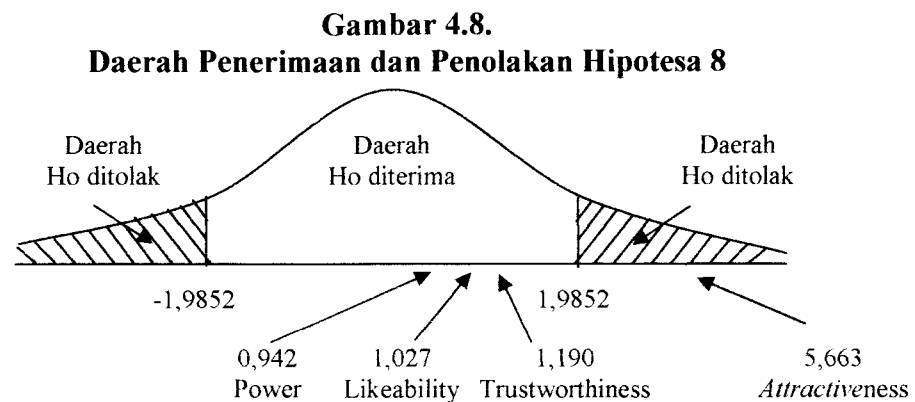 Gambar 4.8.
Daerah Penerimaan dan Penolakan Hipotesa 8
Daerah
Ho ditolak
Daerah
Ho diterima
Daerah
Ho ditolak
-1,9852
1,9852
0,942
Power
1,027
Likeability
1,190
Trustworthiness
5,663
Attractiveness